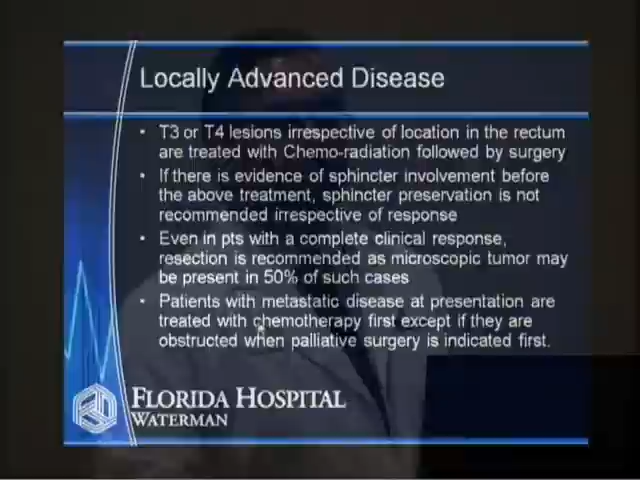 Locally Advanced Disease
• T3 or T4 lesions irrespective of location in the rectum
are treated with Chemo-radiation followed by surgery
• If there is evidence of sphincter involvement before
the above treatment, sphincter preservation is not
recommended irrespective of response
• Even in pts with a complete clinical response,
resection is recommended as microscopic tumor may
be present in 50% of such cases
• Patients with metastatic disease at presentation are
treated with chemotherapy first except if they are
obstructed when palliative surgery is indicated first.
FLORIDA HOSPITAL
WATERMAN